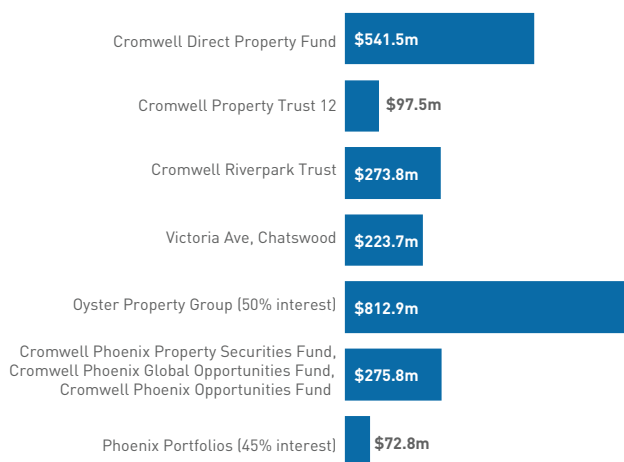 Cromwell Direct Property Fund $541.5m
Cromwell Property Trust 12 $97.5m
Cromwell Riverpark Trust $273.8m
Victoria Ave, Chatswood $223.7m
Oyster Property Group (50% interest) $812.9m
Cromwell Phoenix Property Securities Fund,
Cromwell Phoenix Global Opportunities Fund,
Cromwell Phoenix Opportunities Fund
$275.8m
Phoenix Portfolios (45% interest) $72.8m